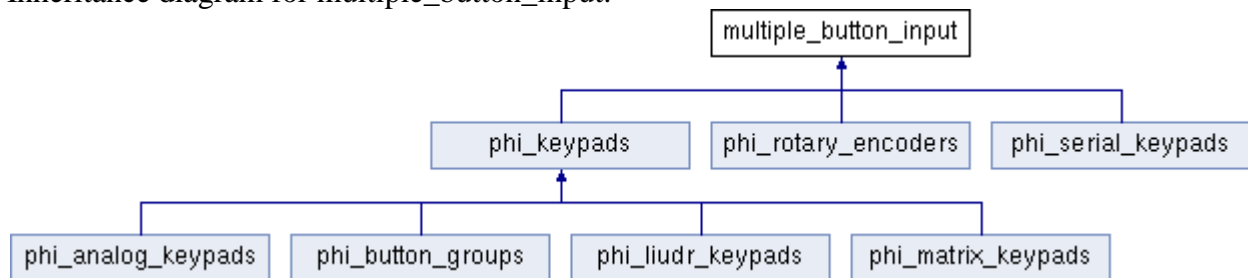 Inheritance diagram for multiple_button_input:
multiple_button_input
phi_keypads
phi_rotary_encoders
phi_serial_keypads
phi_analog_keypads
phi_button_groups
phi_liudr_keypads
phi_matrix_keypads